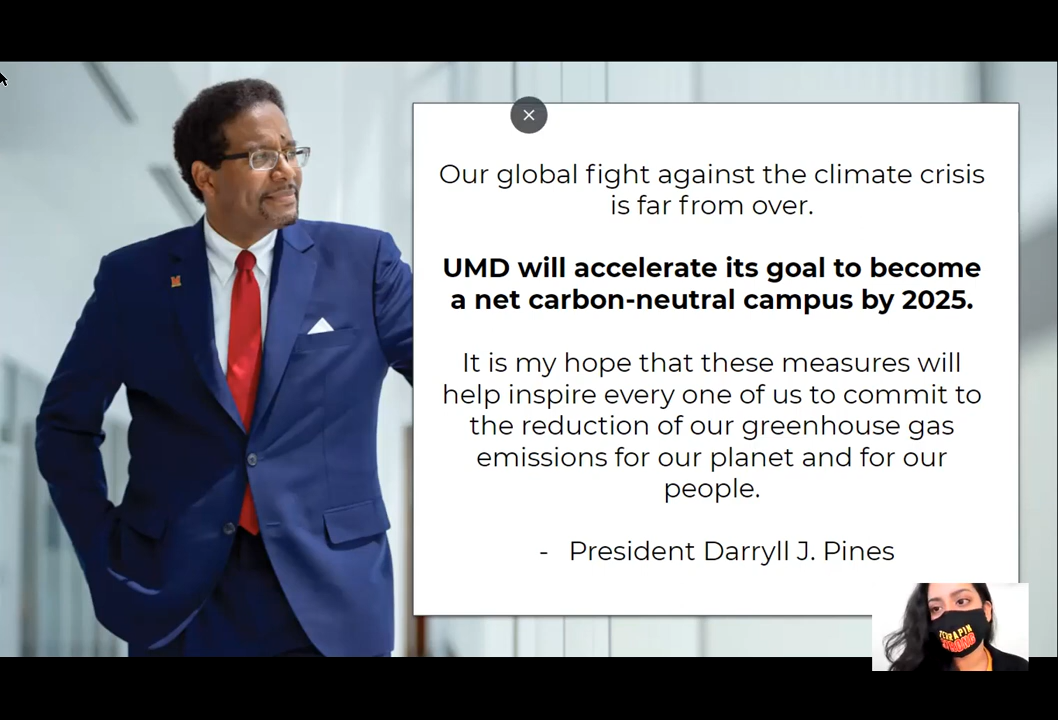 Our global fight against the climate crisis
is far from over.
UMD will accelerate its goal to become
a net carbon-neutral campus by 2025.
It is my hope that these measures will
help inspire every one of us to commit to
the reduction of our greenhouse gas
emissions for our planet and for our
people.
- President Darryll J. Pines
TERRAPIN
STRONG